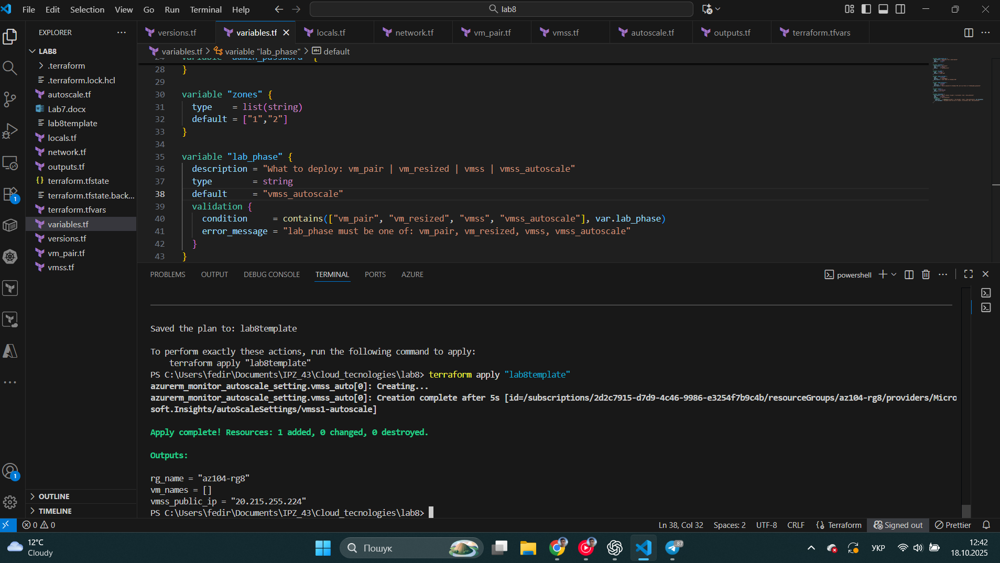 File Edit Selection View Go Run Terminal Help
lab8
EXPLORER
versions.tf
variables.tf
locals.tf
network.tf
vm_pair.tf
vmss.tf
autoscale.tf
outputs.tf
terraform.tfvars
variables.tf > variable "lab_phase" > default
LAB8
.terraform
.terraform.lock.hcl
autoscale.tf
Lab7.docx
lab8template
locals.tf
network.tf
outputs.tf
terraform.tfstate
terraform.tfstate.back...
terraform.tfvars
variables.tf
versions.tf
vm_pair.tf
vmss.tf
OUTLINE
TIMELINE
24 variable "admin_password" {
28 }
29
30 variable "zones" {
31 type = list(string)
32 default = ["1","2"]
33 }
34
35 variable "lab_phase" {
36 description = "What to deploy: vm_pair | vm_resized | vmss | vmss_autoscale"
37 type = string
38 default = "vmss_autoscale"
39 validation {
40 condition = contains(["vm_pair", "vm_resized", "vmss", "vmss_autoscale"], var.lab_phase)
41 error_message = "lab_phase must be one of: vm_pair, vm_resized, vmss, vmss_autoscale"
42 }
43 }
PROBLEMS OUTPUT DEBUG CONSOLE TERMINAL PORTS AZURE
powershell
Saved the plan to: lab8template
To perform exactly these actions, run the following command to apply:
terraform apply "lab8template"
PS C:\Users\fedir\Documents\IPZ_43\Cloud_tecnologies\lab8> terraform apply "lab8template"
azurerm_monitor_autoscale_setting.vmss_auto[0]: Creating...
azurerm_monitor_autoscale_setting.vmss_auto[0]: Creation complete after 5s [id=/subscriptions/2d2c7915-d7d9-4c46-9986-e3254f7b9c4b/resourceGroups/az104-rg8/providers/Micro
soft.Insights/autoScaleSettings/vmss1-autoscale]
Apply complete! Resources: 1 added, 0 changed, 0 destroyed.
Outputs:
rg_name = "az104-rg8"
vm_names = []
vmss_public_ip = "20.215.255.224"
PS C:\Users\fedir\Documents\IPZ_43\Cloud_tecnologies\lab8>
1
1
0 0
Ln 38, Col 32 Spaces: 2 UTF-8 CRLF Terraform Signed out Prettier
12°C
Cloudy
Пошук
87
УКР
12:42
18.10.2025